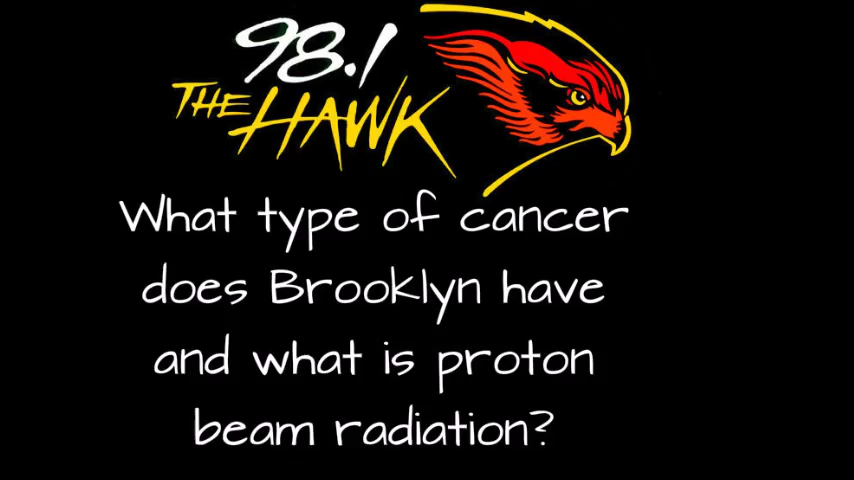 98.1
THE HAWK
What type of cancer
does Brooklyn have
and what is proton
beam radiation?